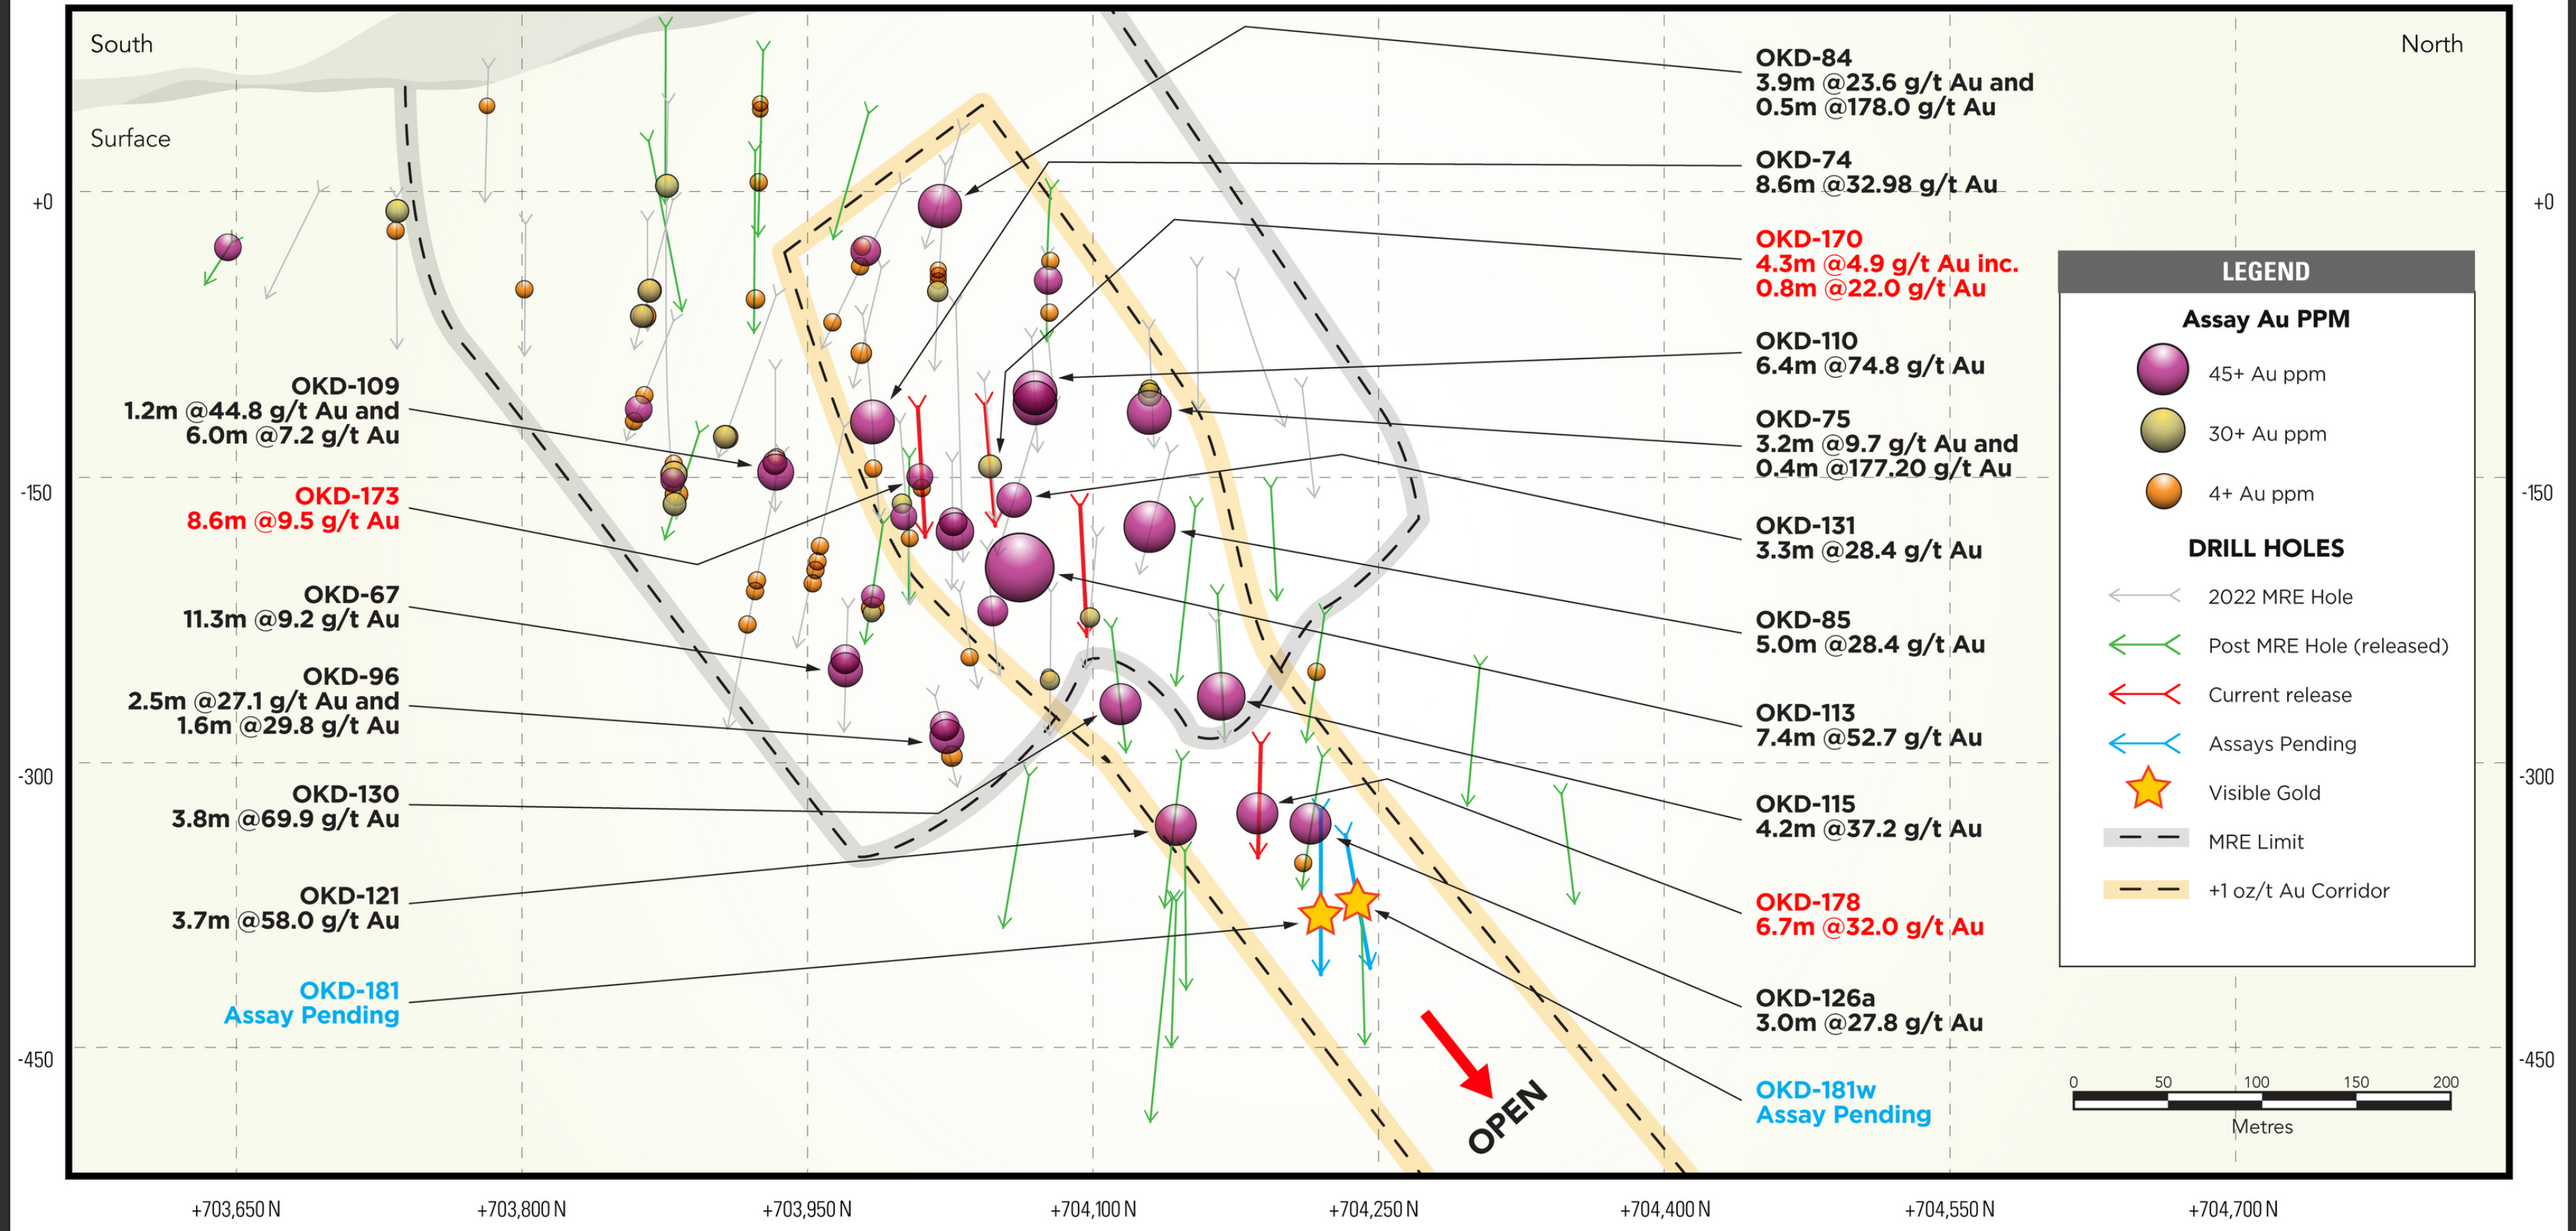 South
North
Surface
+0
-150
-300
-450
+0
-150
-300
-450
OKD-109
1.2m @44.8 g/t Au and
6.0m @7.2 g/t Au
OKD-173
8.6m @9.5 g/t Au
OKD-67
11.3m @9.2 g/t Au
OKD-96
2.5m @27.1 g/t Au and
1.6m @29.8 g/t Au
OKD-130
3.8m @69.9 g/t Au
OKD-121
3.7m @58.0 g/t Au
OKD-181
Assay Pending
OKD-84
3.9m @23.6 g/t Au and
0.5m @178.0 g/t Au
OKD-74
8.6m @32.98 g/t Au
OKD-170
4.3m @4.9 g/t Au inc.
0.8m @22.0 g/t Au
OKD-110
6.4m @74.8 g/t Au
OKD-75
3.2m @9.7 g/t Au and
0.4m @177.20 g/t Au
OKD-131
3.3m @28.4 g/t Au
OKD-85
5.0m @28.4 g/t Au
OKD-113
7.4m @52.7 g/t Au
OKD-115
4.2m @37.2 g/t Au
OKD-178
6.7m @32.0 g/t Au
OKD-126a
3.0m @27.8 g/t Au
OKD-181w
Assay Pending
OPEN
LEGEND
Assay Au PPM
45+ Au ppm
30+ Au ppm
4+ Au ppm
DRILL HOLES
2022 MRE Hole
Post MRE Hole (released)
Current release
Assays Pending
Visible Gold
MRE Limit
+1 oz/t Au Corridor
0 50 100 150 200
Metres
+703,650 N +703,800 N +703,950 N +704,100 N +704,250 N +704,400 N +704,550 N +704,700 N